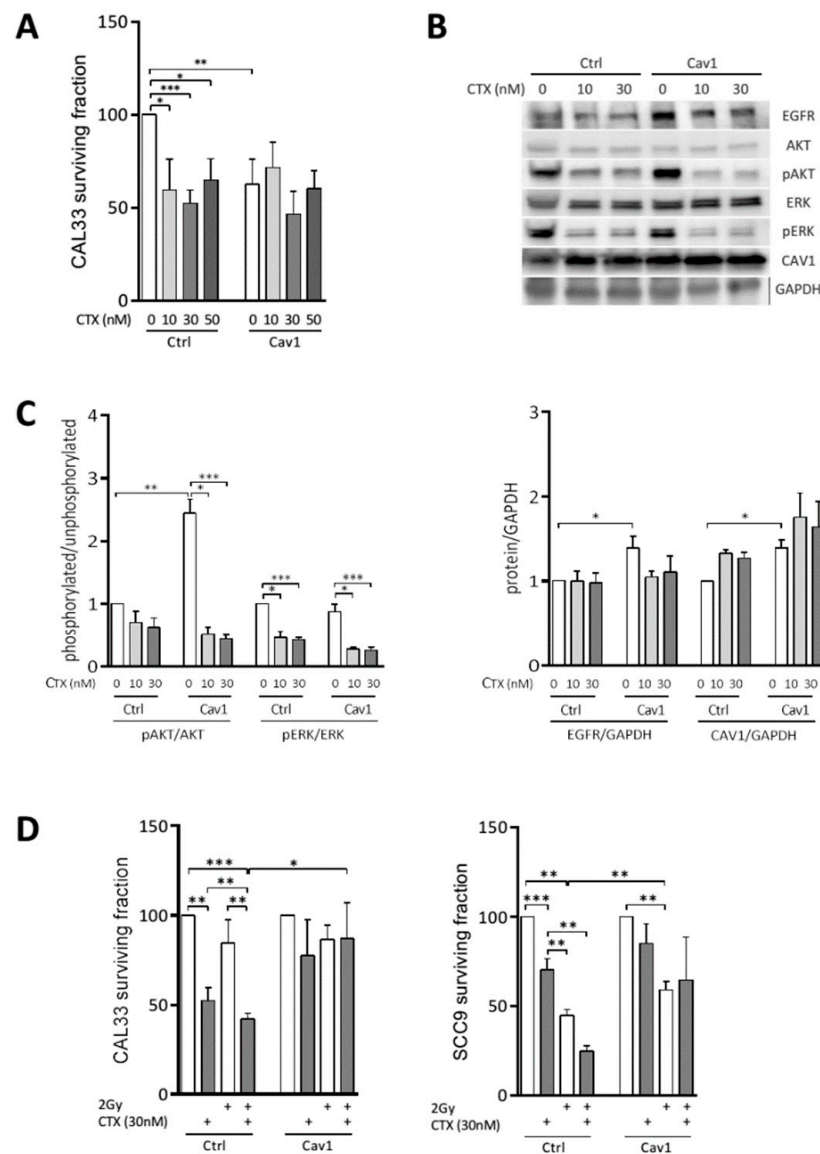 A
CAL33 surviving fraction
150
100
50
0
**
*
***
*
CTX (nM) 0 10 30 50 0 10 30 50
Ctrl Cav1
B
Ctrl Cav1
CTX (nM) 0 10 30 0 10 30
EGFR
AKT
pAKT
ERK
pERK
CAV1
GAPDH
C
phosphorylated/unphosphorylated
4
3
2
1
0
** *** * *** * *** *
CTX (nM) 0 10 30 0 10 30 0 10 30 0 10 30
Ctrl Cav1 Ctrl Cav1
pAKT/AKT pERK/ERK
protein/GAPDH
3
2
1
0
* *
CTX (nM) 0 10 30 0 10 30 0 10 30 0 10 30
Ctrl Cav1 Ctrl Cav1
EGFR/GAPDH CAV1/GAPDH
D
CAL33 surviving fraction
150
100
50
0
*** *
**
** **
2Gy + + + +
CTX (30nM) + + + +
Ctrl Cav1
SCC9 surviving fraction
150
100
50
0
** **
*** ** **
**
2Gy + + + +
CTX (30nM) + + + +
Ctrl Cav1